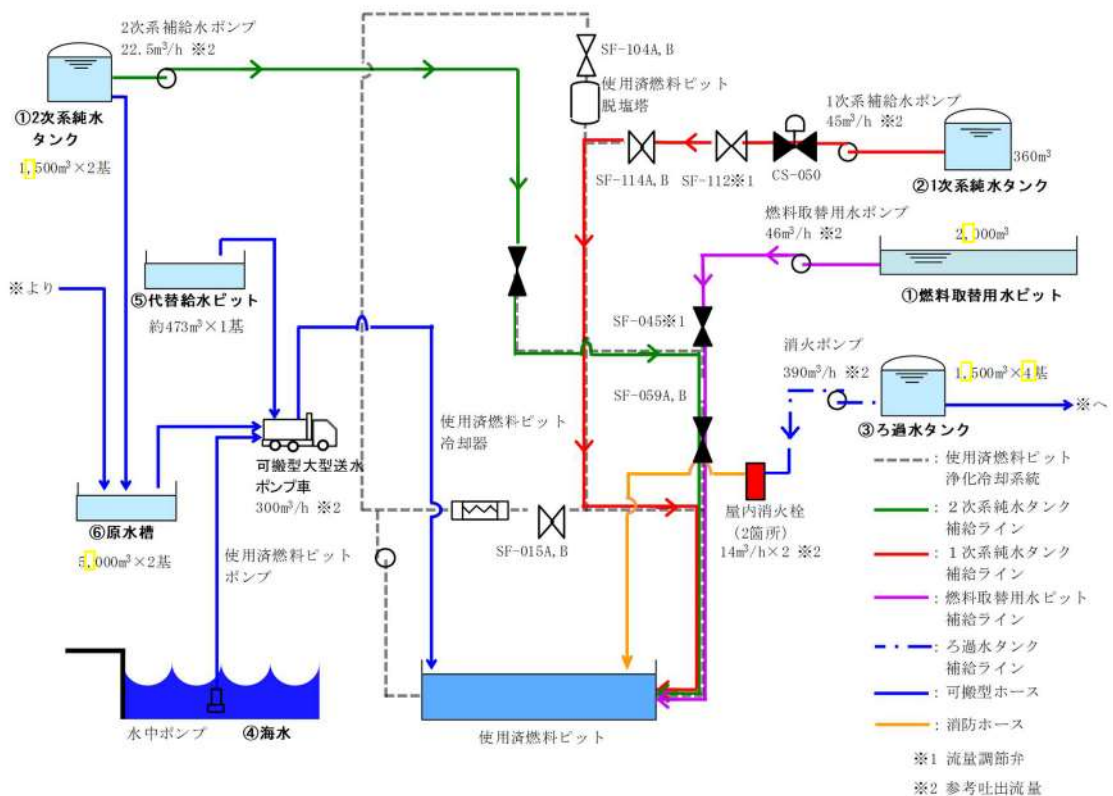 2次系補給水ポンプ
22.5m³/h ※2
①2次系純水
タンク
1,500m³×2基
SF-104A,B
使用済燃料ピット
脱塩塔
1次系補給水ポンプ
45m³/h ※2
360m³
②1次系純水タンク
SF-114A,B
SF-112※1
CS-050
燃料取替用水ポンプ
46m³/h ※2
2,000m³
①燃料取替用水ピット
※より
⑤代替給水ピット
約473m³×1基
SF-045※1
消火ポンプ
390m³/h ※2
1,500m³×4基
※へ
③ろ過水タンク
SF-059A,B
使用済燃料ピット
冷却器
可搬型大型送水
ポンプ車
300m³/h ※2
⑥原水槽
5,000m³×2基
SF-015A,B
屋内消火栓
(2箇所)
14m³/h×2 ※2
使用済燃料ピット
ポンプ
水中ポンプ
④海水
使用済燃料ピット
：使用済燃料ピット
浄化冷却系統
：2次系純水タンク
補給ライン
：1次系純水タンク
補給ライン
：燃料取替用水ピット
補給ライン
：ろ過水タンク
補給ライン
：可搬型ホース
：消防ホース
※1 流量調節弁
※2 参考吐出流量